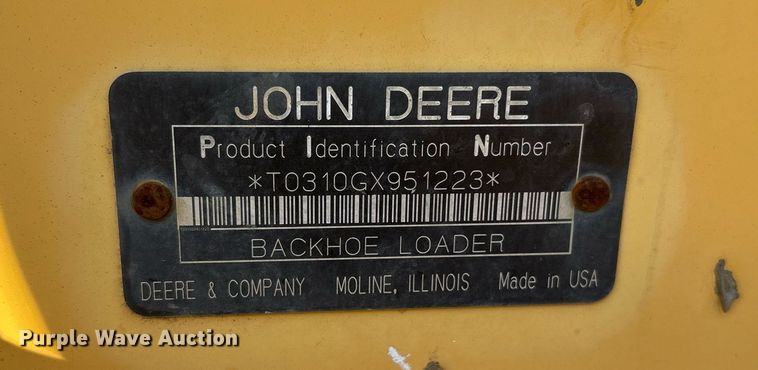 JOHN DEERE
Product Identification Number
*T0310GX951223*
BACKHOE LOADER
DEERE & COMPANY MOLINE, ILLINOIS Made in USA
Purple Wave Auction